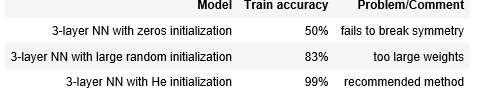 Model Train accuracy Problem/Comment
3-layer NN with zeros initialization 50% fails to break symmetry
3-layer NN with large random initialization 83% too large weights
3-layer NN with He initialization 99% recommended method